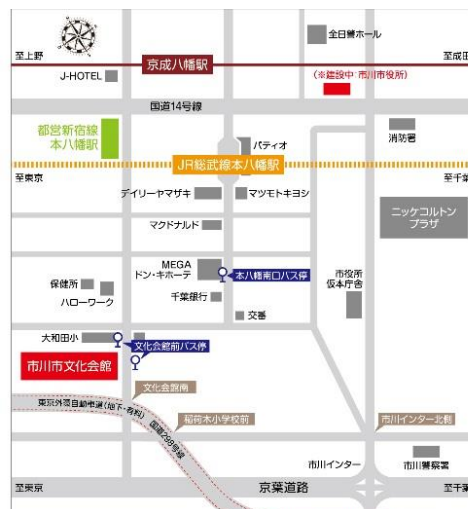 全日警ホール
至上野
京成八幡駅
至成田
J-HOTEL
(※建設中:市川市役所)
国道14号線
都営新宿線
本八幡駅
パティオ
消防署
JR総武線本八幡駅
至東京
至千葉
デイリーヤマザキ
マツモトキヨシ
マクドナルド
ニッケコルトン
プラザ
MEGA
ドン・キホーテ
本八幡南口バス停
保健所
ハローワーク
千葉銀行
市役所
仮本庁舎
交番
大和田小
文化会館前バス停
市川市文化会館
文化会館南
東京外環自動車道(地下・有料)
国道298号線
稲荷木小学校前
市川インター北側
市川インター
市川警察署
至東京
京葉道路
至千葉